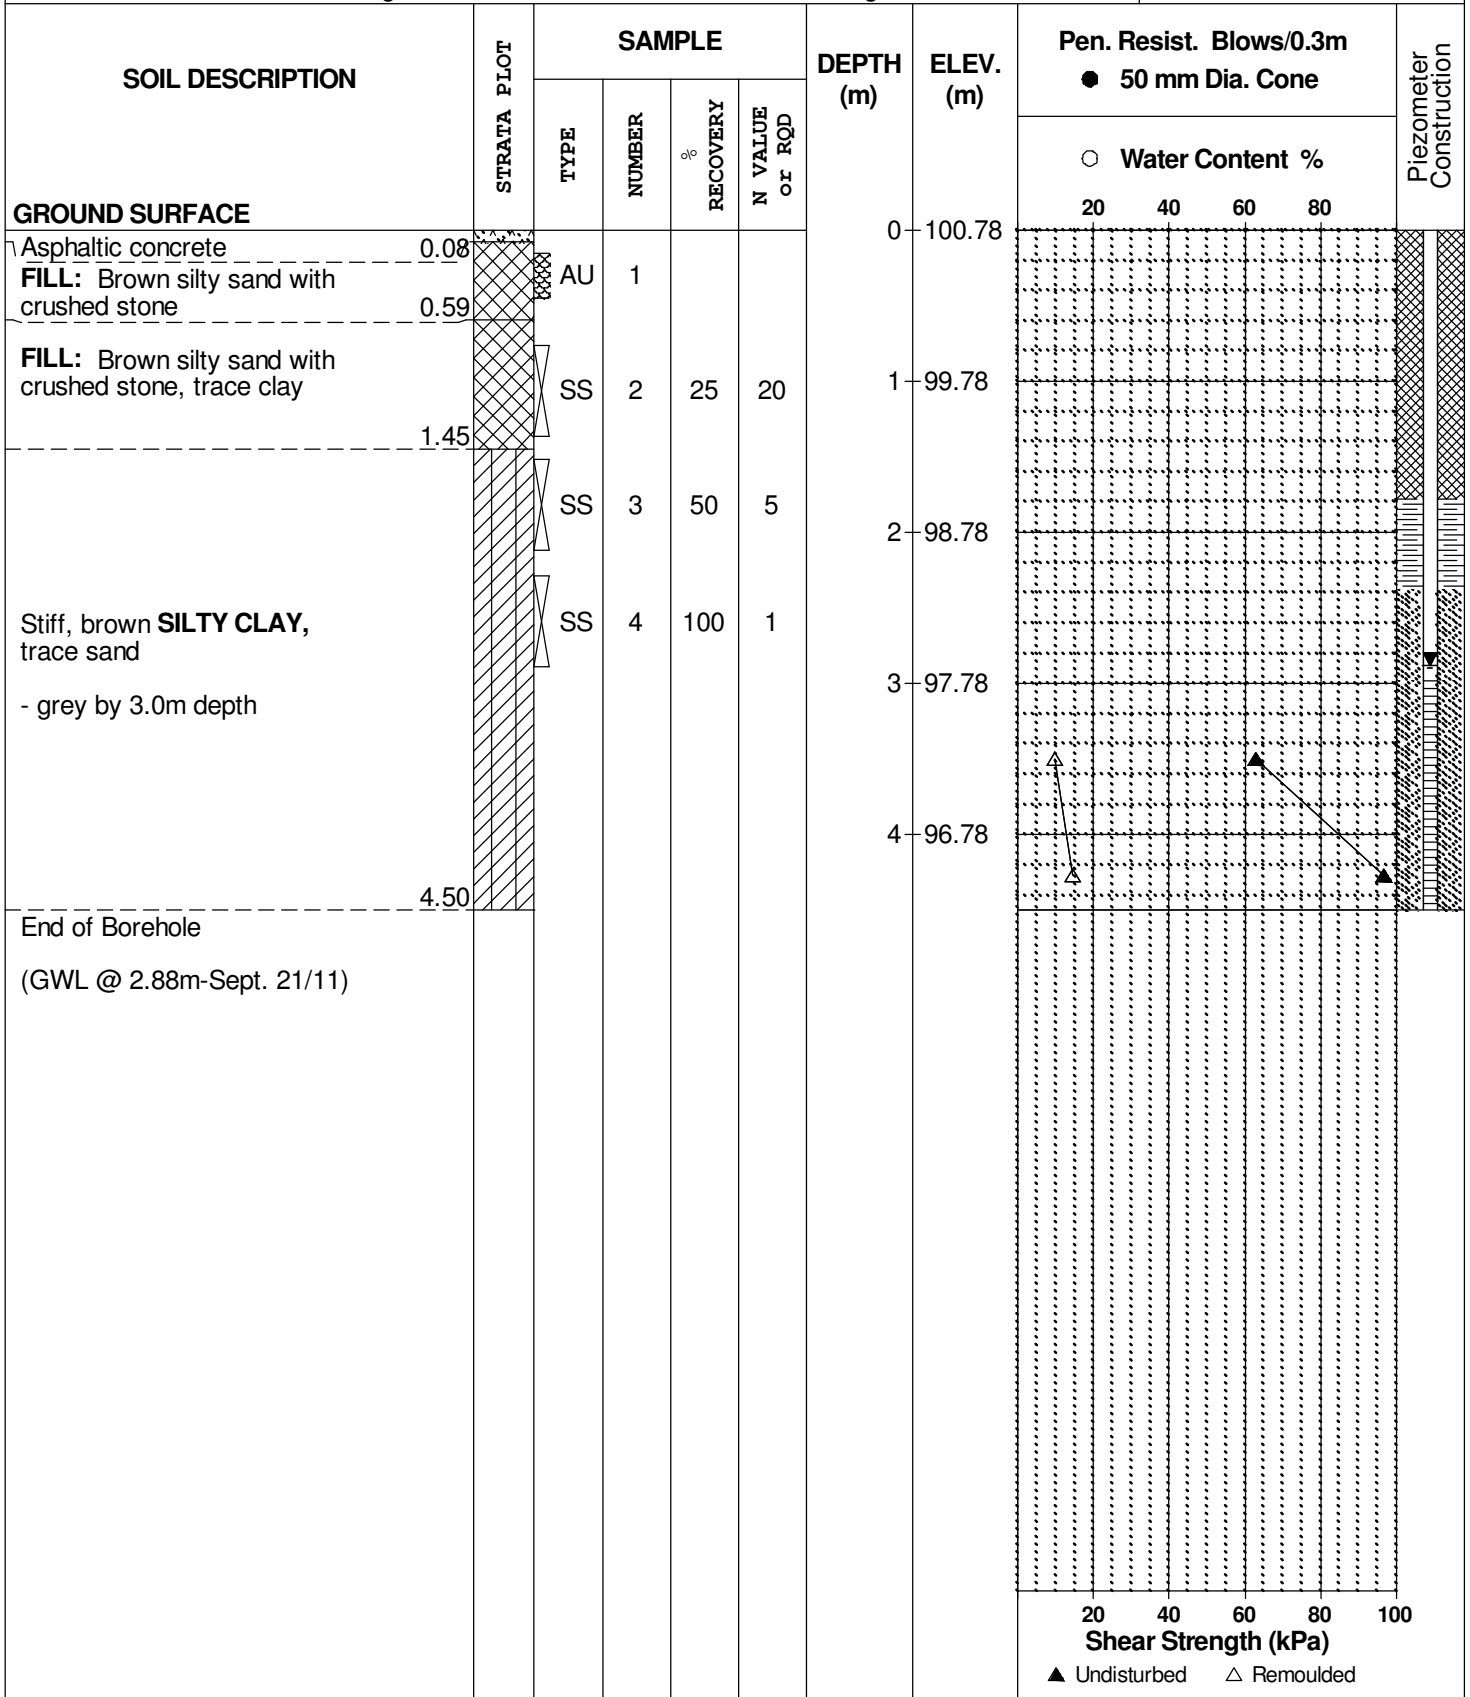 SOIL DESCRIPTION
GROUND SURFACE
STRATA PLOT
SAMPLE
TYPE
NUMBER
%
RECOVERY
N VALUE
or RQD
DEPTH
(m)
ELEV.
(m)
Pen. Resist. Blows/0.3m
● 50 mm Dia. Cone
○ Water Content %
20 40 60 80
Piezometer
Construction
0 100.78
Asphaltic concrete 0.08
FILL: Brown silty sand with
crushed stone 0.59
AU 1
FILL: Brown silty sand with
crushed stone, trace clay
1.45
SS 2 25 20
1 99.78
SS 3 50 5
2 98.78
SS 4 100 1
Stiff, brown SILTY CLAY,
trace sand
- grey by 3.0m depth
3 97.78
4 96.78
4.50
End of Borehole
(GWL @ 2.88m-Sept. 21/11)
20 40 60 80 100
Shear Strength (kPa)
▲ Undisturbed △ Remoulded